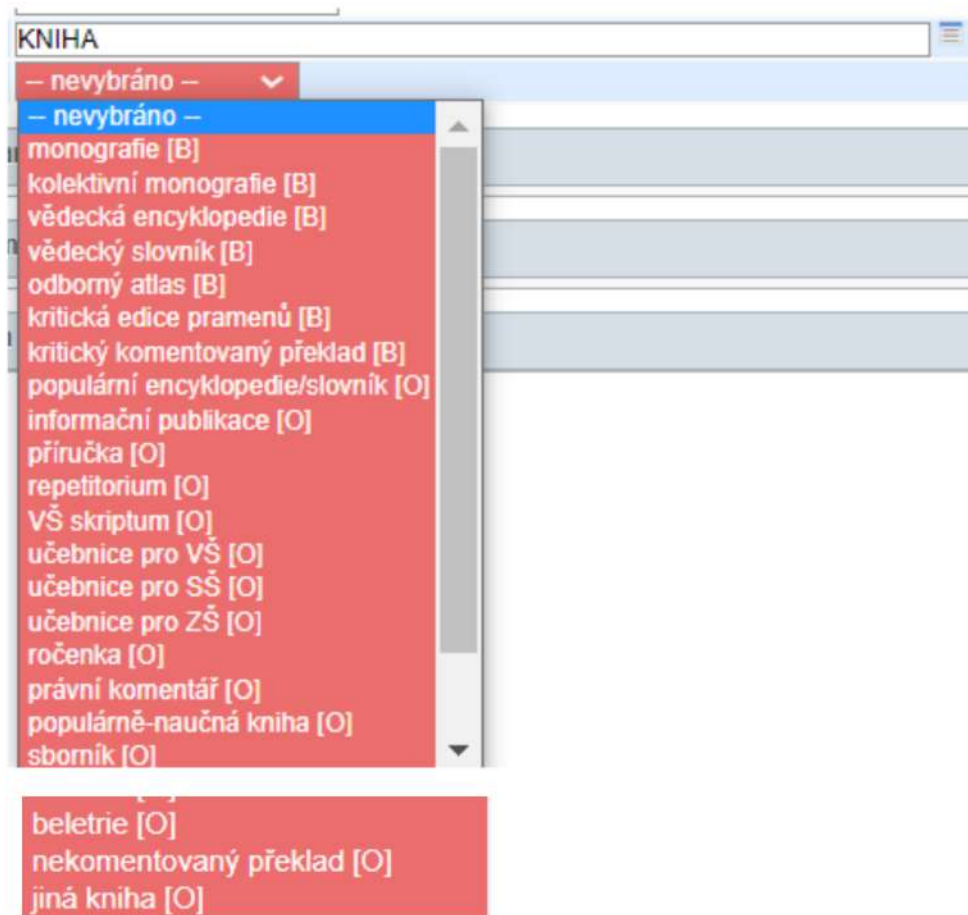 KNIHA
-- nevybráno --
-- nevybráno --
monografie [B]
kolektivní monografie [B]
vědecká encyklopedie [B]
vědecký slovník [B]
odborný atlas [B]
kritická edice pramenů [B]
kritický komentovaný překlad [B]
populární encyklopedie/slovník [O]
informační publikace [O]
příručka [O]
repetitorium [O]
VŠ skriptum [O]
učebnice pro VŠ [O]
učebnice pro SŠ [O]
učebnice pro ZŠ [O]
ročenka [O]
právní komentář [O]
populárně-naučná kniha [O]
sborník [O]
beletrie [O]
nekomentovaný překlad [O]
jiná kniha [O]